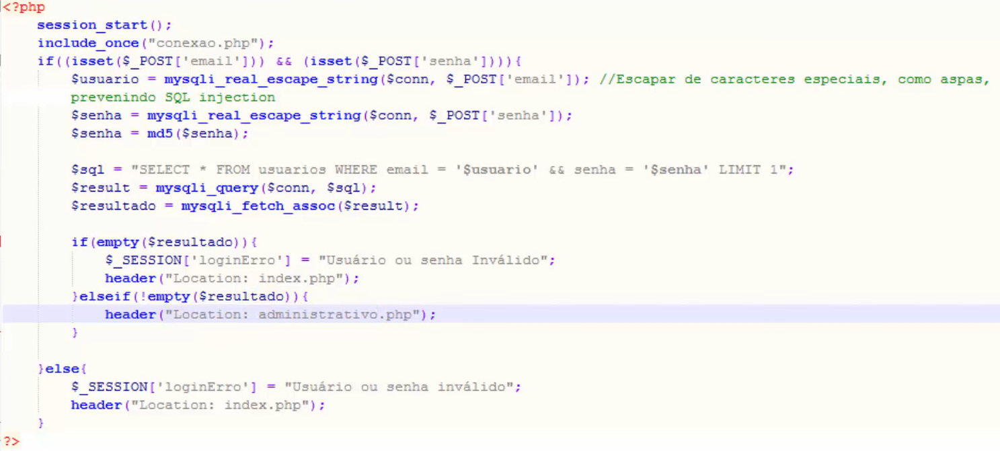 <?php
session_start();
include_once("conexao.php");
if((isset($_POST['email'])) && (isset($_POST['senha']))){
$usuario = mysqli_real_escape_string($conn, $_POST['email']); //Escapar de caracteres especiais, como aspas,
prevenindo SQL injection
$senha = mysqli_real_escape_string($conn, $_POST['senha']);
$senha = md5($senha);
$sql = "SELECT * FROM usuarios WHERE email = '$usuario' && senha = '$senha' LIMIT 1";
$result = mysqli_query($conn, $sql);
$resultado = mysqli_fetch_assoc($result);
if(empty($resultado)){
$_SESSION['loginErro'] = "Usuário ou senha Inválido";
header("Location: index.php");
}elseif(!empty($resultado)){
header("Location: administrativo.php");
}
}else{
$_SESSION['loginErro'] = "Usuário ou senha inválido";
header("Location: index.php");
}
?>